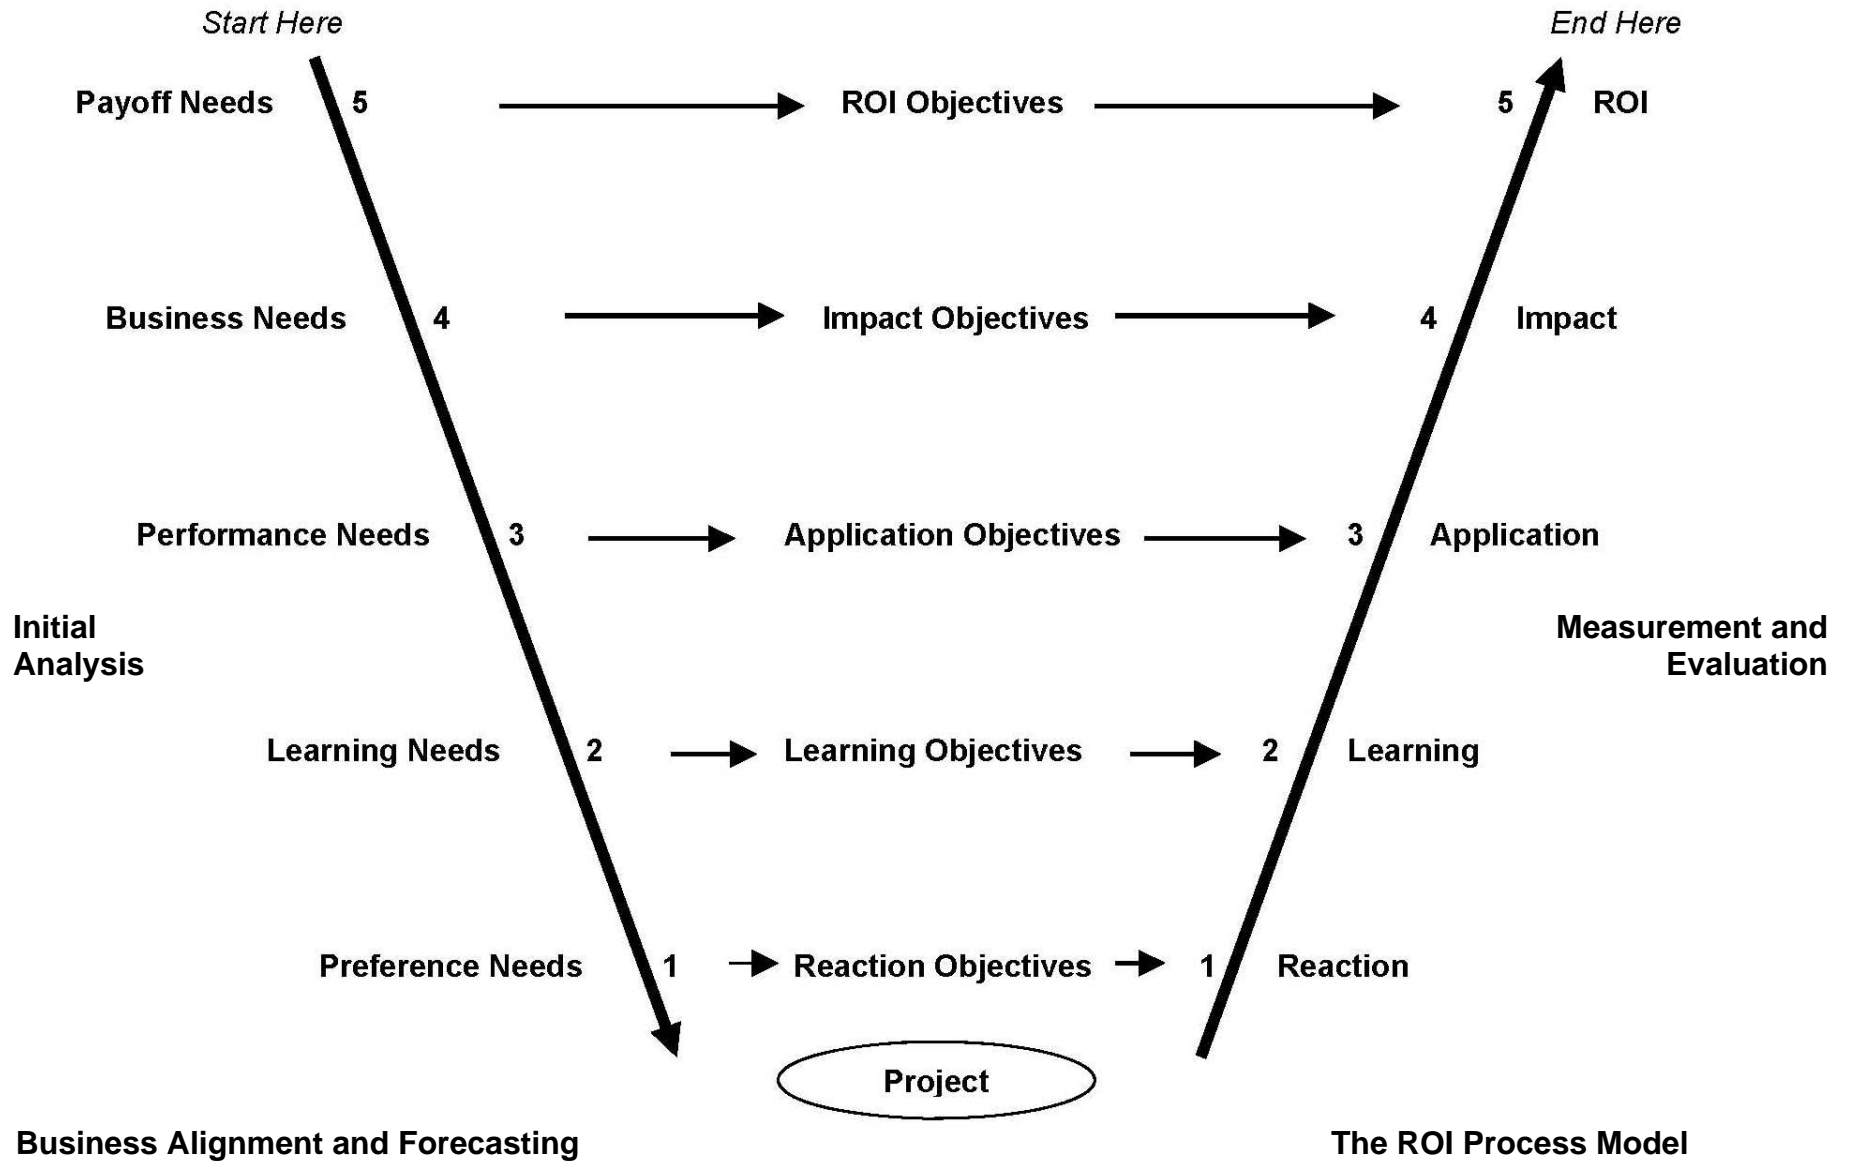 Start Here
End Here
Payoff Needs 5 ROI Objectives 5 ROI
Business Needs 4 Impact Objectives 4 Impact
Performance Needs 3 Application Objectives 3 Application
Initial
Analysis
Measurement and
Evaluation
Learning Needs 2 Learning Objectives 2 Learning
Preference Needs 1 Reaction Objectives 1 Reaction
Project
Business Alignment and Forecasting
The ROI Process Model